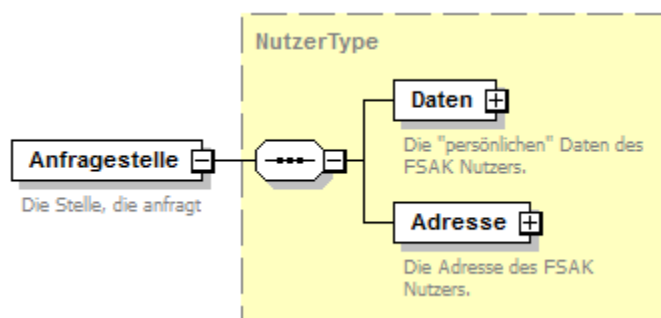 NutzerType
Daten
Die "persönlichen" Daten des
FSAK Nutzers.
Anfragestelle
Die Stelle, die anfragt
Adresse
Die Adresse des FSAK
Nutzers.